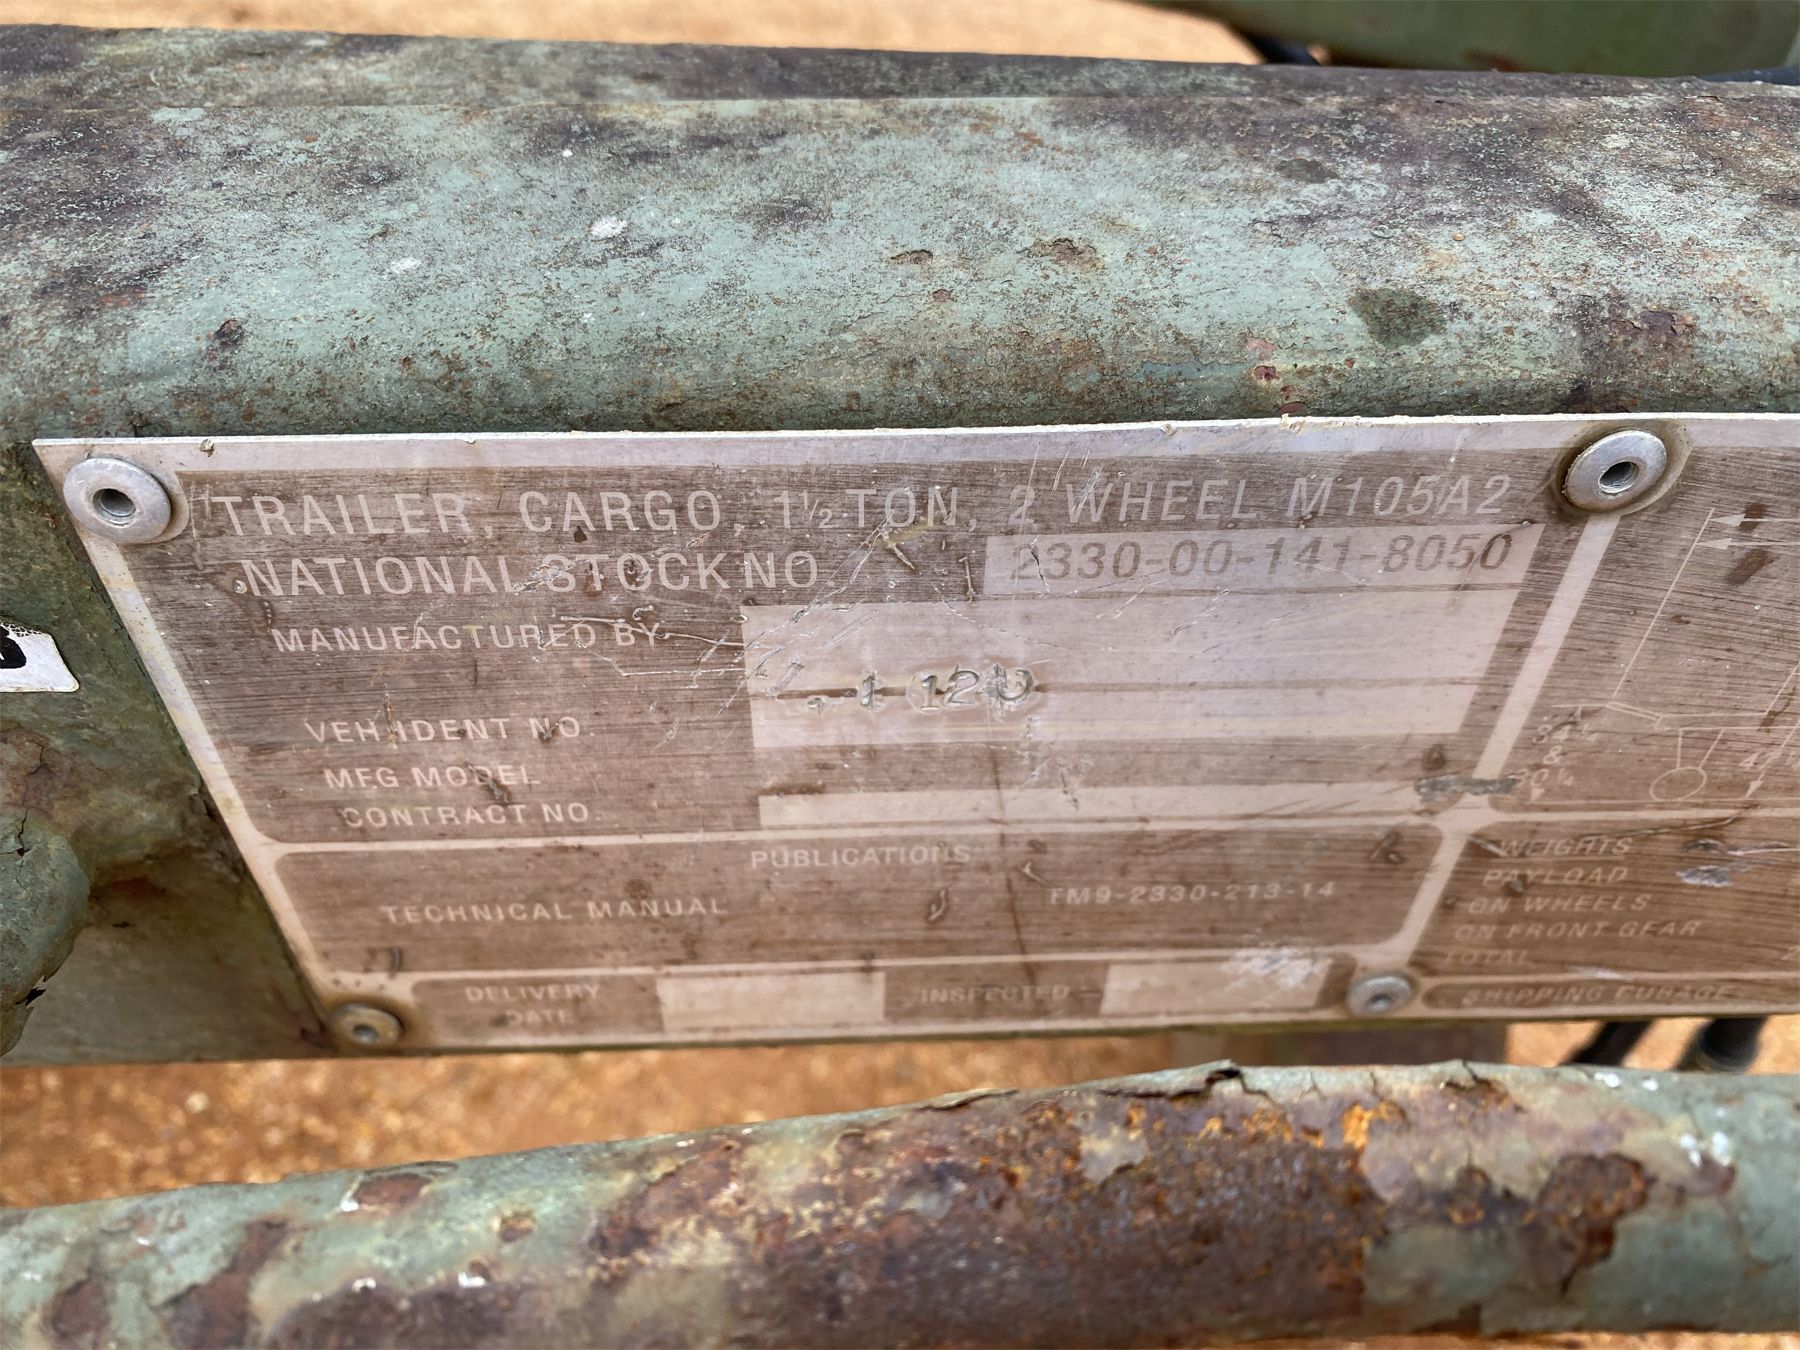 TRAILER, CARGO, 1½ TON, 2 WHEEL M105A2
NATIONAL STOCK NO. 2330-00-141-8050
MANUFACTURED BY
VEH IDENT NO.
MFG MODEL
CONTRACT NO.
PUBLICATIONS
TECHNICAL MANUAL TM9-2330-213-14
DELIVERY
DATE
INSPECTED
&
WEIGHTS
PAYLOAD
ON WHEELS
ON FRONT GEAR
TOTAL
SHIPPING CUBAGE